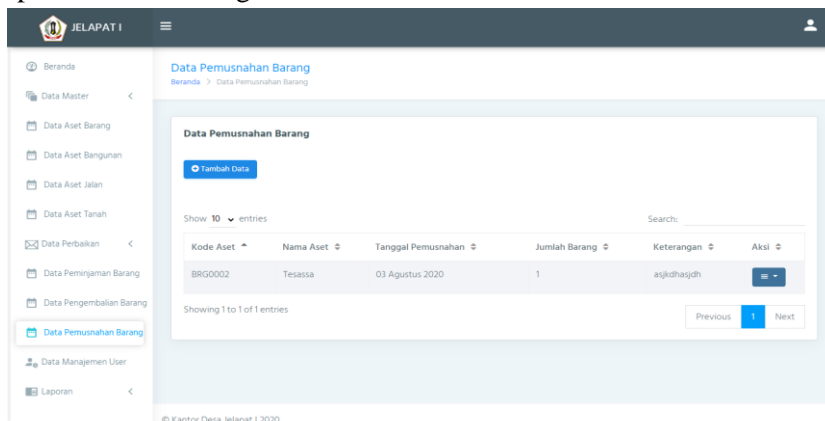 JELAPAT I
Beranda
Data Master
Data Aset Barang
Data Aset Bangunan
Data Aset Jalan
Data Aset Tanah
Data Perbaikan
Data Peminjaman Barang
Data Pengembalian Barang
Data Pemusnahan Barang
Data Manajemen User
Laporan
Data Pemusnahan Barang
Beranda > Data Pemusnahan Barang
Data Pemusnahan Barang
Tambah Data
Show 10 entries
Search:
Kode Aset Nama Aset Tanggal Pemusnahan Jumlah Barang Keterangan Aksi
BRG0002 Tesassa 03 Agustus 2020 1 asjkdhasjdh
Showing 1 to 1 of 1 entries
Previous 1 Next
© Kantor Desa Jelapat I 2020